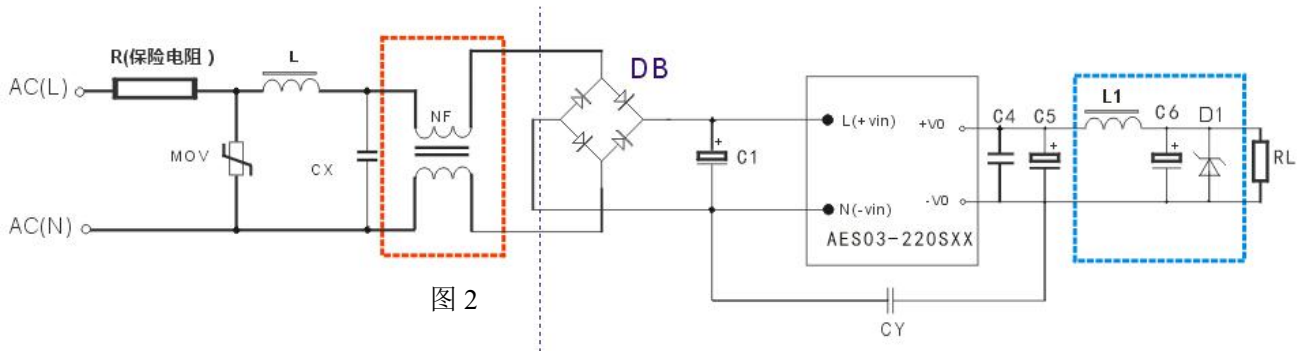 R(保险电阻)
L
AC(L)
MOV
CX
NF
AC(N)
图 2
DB
C1
L(+vin)
N(-vin)
+V0
-V0
AES03-220SXX
CY
C4
C5
L1
C6
D1
RL